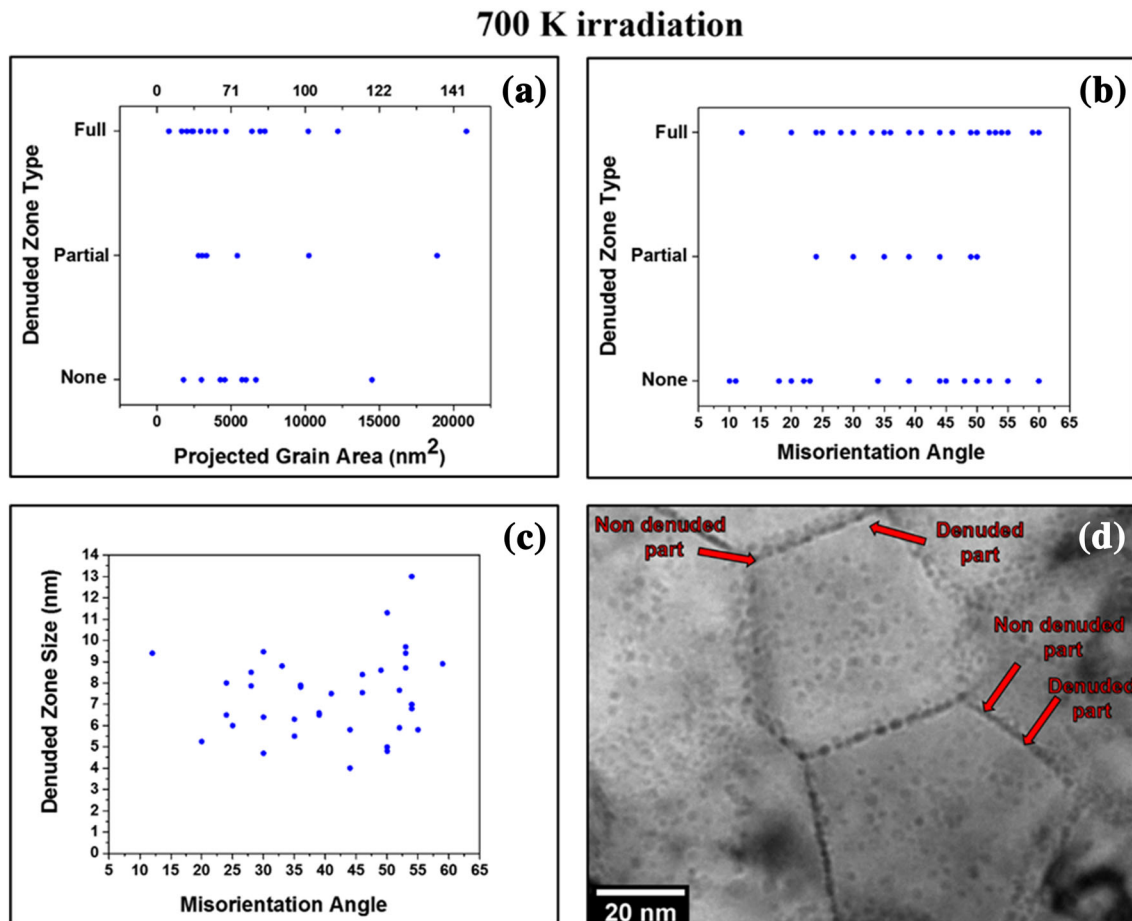 700 K irradiation
(a)
0 71 100 122 141
Denuded Zone Type
Full
Partial
None
0 5000 10000 15000 20000
Projected Grain Area (nm²)
(b)
Denuded Zone Type
Full
Partial
None
5 10 15 20 25 30 35 40 45 50 55 60 65
Misorientation Angle
(c)
Denuded Zone Size (nm)
14
13
12
11
10
9
8
7
6
5
4
3
2
1
0
5 10 15 20 25 30 35 40 45 50 55 60 65
Misorientation Angle
(d)
Non denuded
part
Denuded
part
Non denuded
part
Denuded
part
20 nm